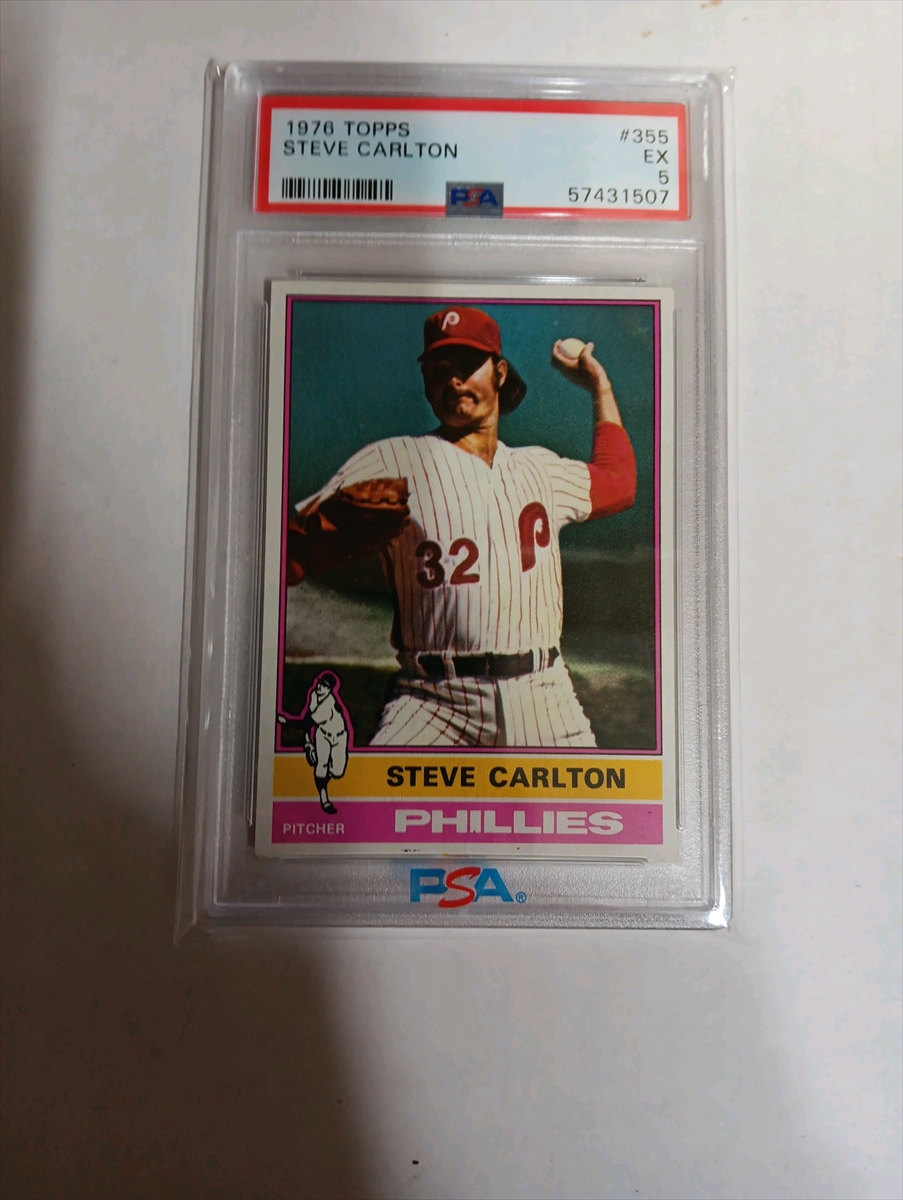 1976 TOPPS #355
STEVE CARLTON EX
5
PSA 57431507
P
32 P
STEVE CARLTON
PITCHER PHILLIES
PSA®